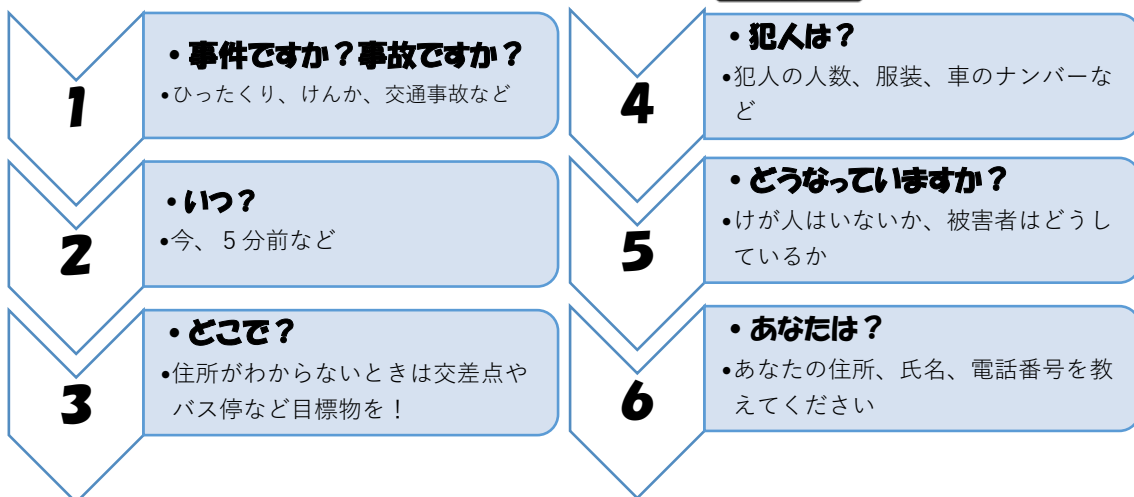 1
・事件ですか？事故ですか？
•ひったくり、けんか、交通事故など
2
・いつ？
•今、５分前など
3
・どこで？
•住所がわからないときは交差点や
バス停など目標物を！
4
・犯人は？
•犯人の人数、服装、車のナンバーな
ど
5
・どうなっていますか？
•けが人はいないか、被害者はどうし
ているか
6
・あなたは？
•あなたの住所、氏名、電話番号を教
えてください